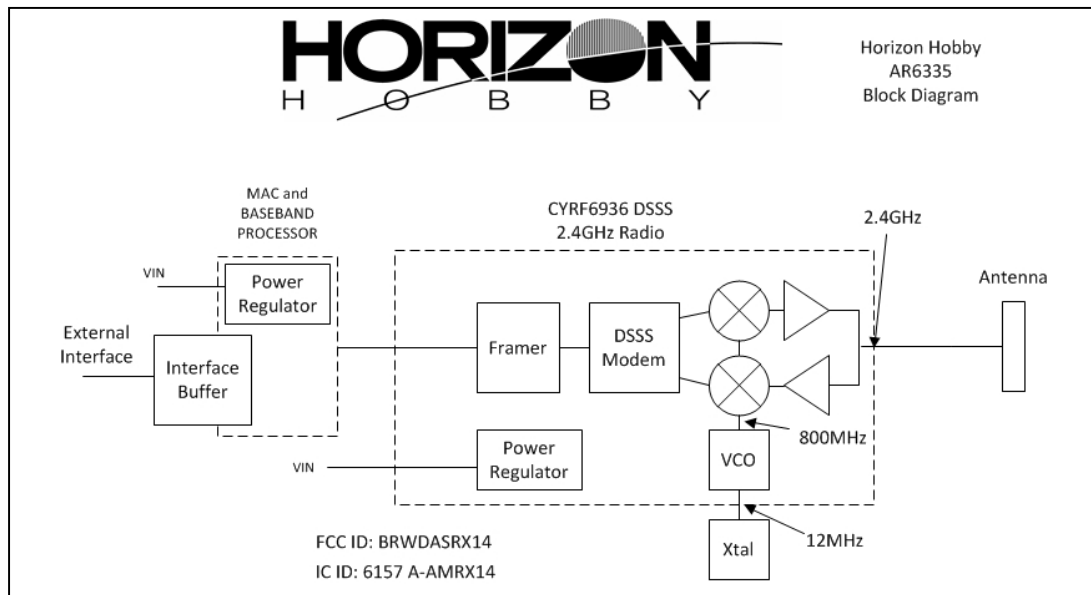 HORIZON
HOBBY
Horizon Hobby
AR6335
Block Diagram
MAC and
BASEBAND
PROCESSOR
CYRF6936 DSSS
2.4GHz Radio
2.4GHz
Antenna
VIN
Power
Regulator
External
Interface
Interface
Buffer
Framer
DSSS
Modem
800MHz
VIN
Power
Regulator
VCO
12MHz
Xtal
FCC ID: BRWDASRX14
IC ID: 6157 A-AMRX14